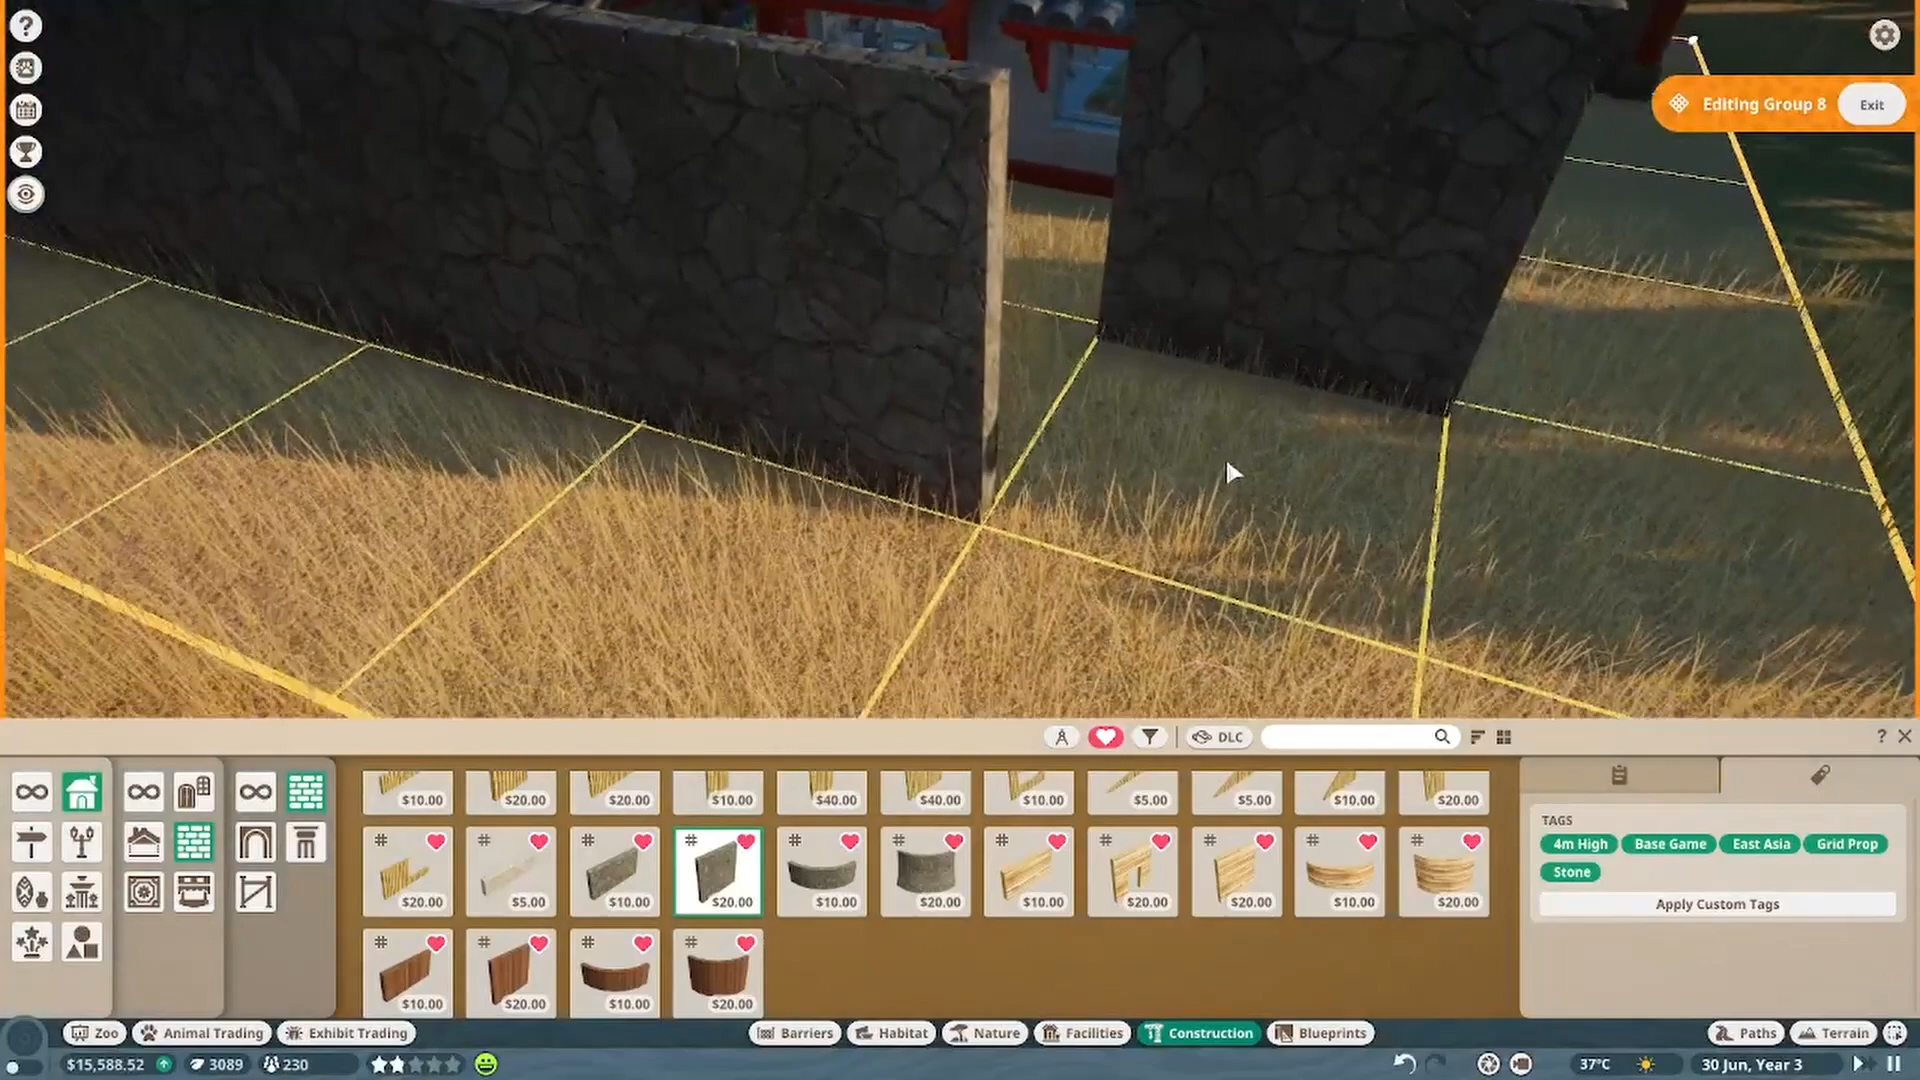 ?
Editing Group 8 Exit
DLC
?
$10.00 $20.00 $20.00 $10.00 $40.00 $40.00 $10.00 $5.00 $5.00 $10.00 $20.00
# # # # # # # # # # #
$20.00 $5.00 $10.00 $20.00 $10.00 $20.00 $10.00 $20.00 $20.00 $10.00 $20.00
# # # #
$10.00 $20.00 $10.00 $20.00
TAGS
4m High Base Game East Asia Grid Prop
Stone
Apply Custom Tags
Zoo Animal Trading Exhibit Trading Barriers Habitat Nature Facilities Construction Blueprints Paths Terrain
$15,588.52 3089 230 37°C 30 Jun, Year 3